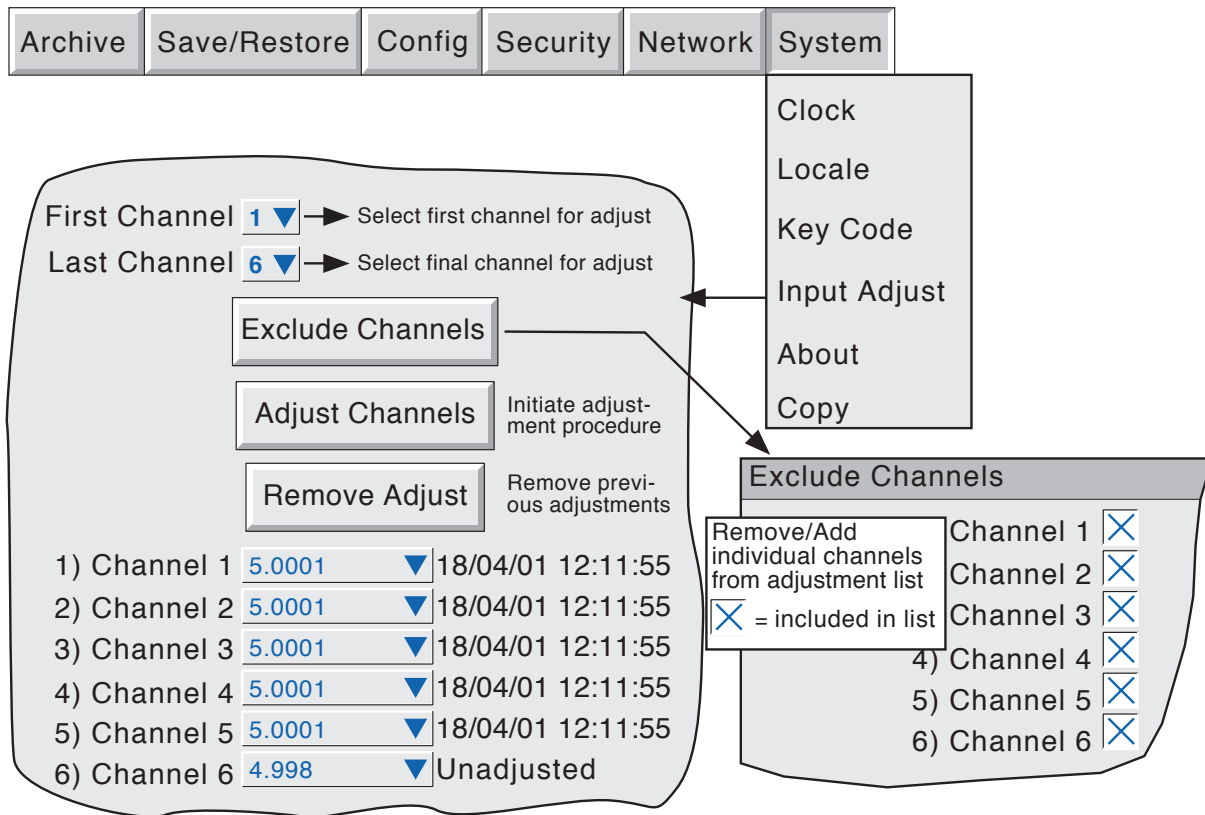 Archive Save/Restore Config Security Network System
Clock
Locale
Key Code
Input Adjust
About
Copy
First Channel 1 Select first channel for adjust
Last Channel 6 Select final channel for adjust
Exclude Channels
Adjust Channels Initiate adjust-
ment procedure
Remove Adjust Remove previ-
ous adjustments
1) Channel 1 5.0001 18/04/01 12:11:55
2) Channel 2 5.0001 18/04/01 12:11:55
3) Channel 3 5.0001 18/04/01 12:11:55
4) Channel 4 5.0001 18/04/01 12:11:55
5) Channel 5 5.0001 18/04/01 12:11:55
6) Channel 6 4.998 Unadjusted
Exclude Channels
Remove/Add
individual channels
from adjustment list
= included in list
Channel 1
Channel 2
Channel 3
4) Channel 4
5) Channel 5
6) Channel 6